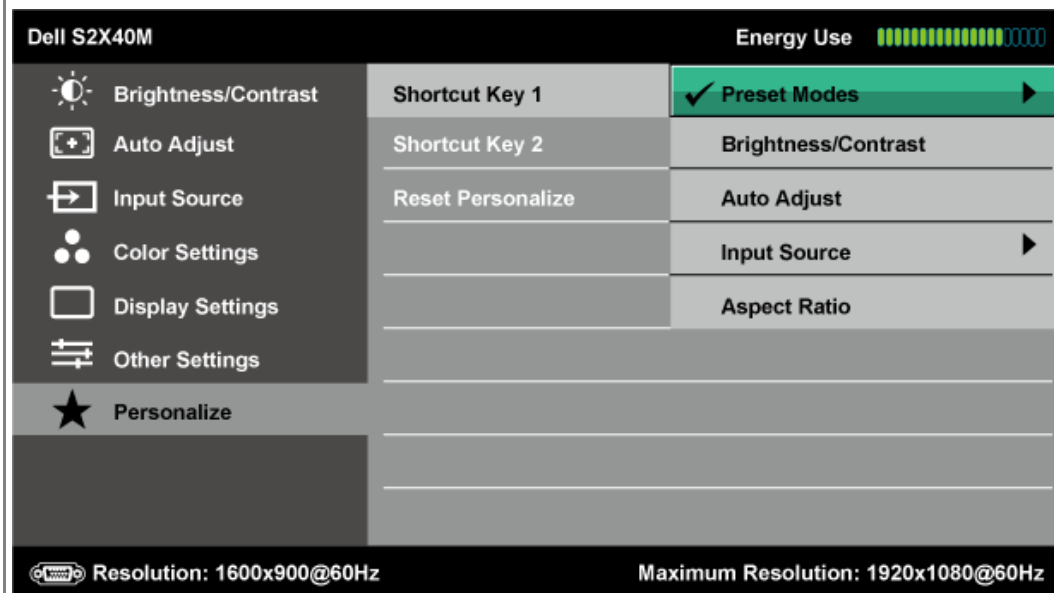 Dell S2X40M Energy Use
Brightness/Contrast Shortcut Key 1 Preset Modes
Auto Adjust Shortcut Key 2 Brightness/Contrast
Input Source Reset Personalize Auto Adjust
Color Settings Input Source
Display Settings Aspect Ratio
Other Settings
Personalize
Resolution: 1600x900@60Hz Maximum Resolution: 1920x1080@60Hz